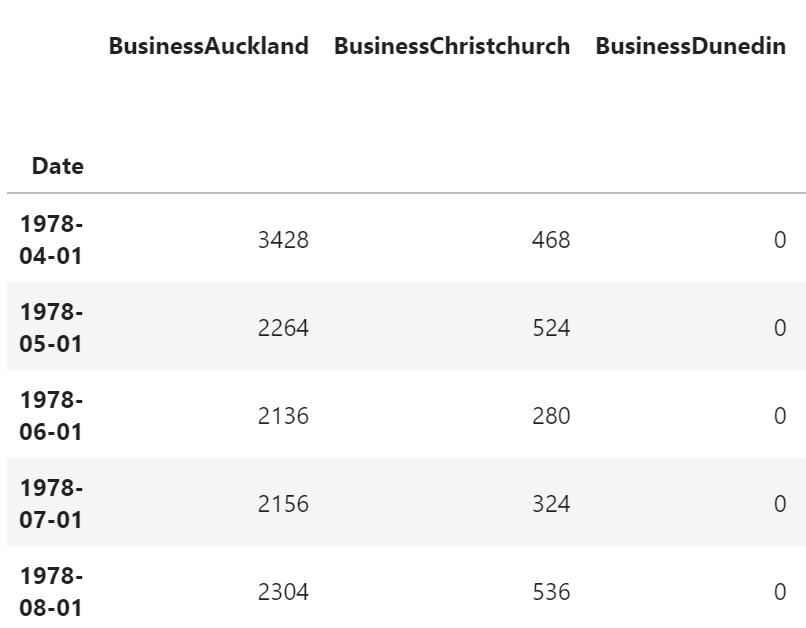 BusinessAuckland BusinessChristchurch BusinessDunedin
Date
1978-
04-01 3428 468 0
1978-
05-01 2264 524 0
1978-
06-01 2136 280 0
1978-
07-01 2156 324 0
1978-
08-01 2304 536 0